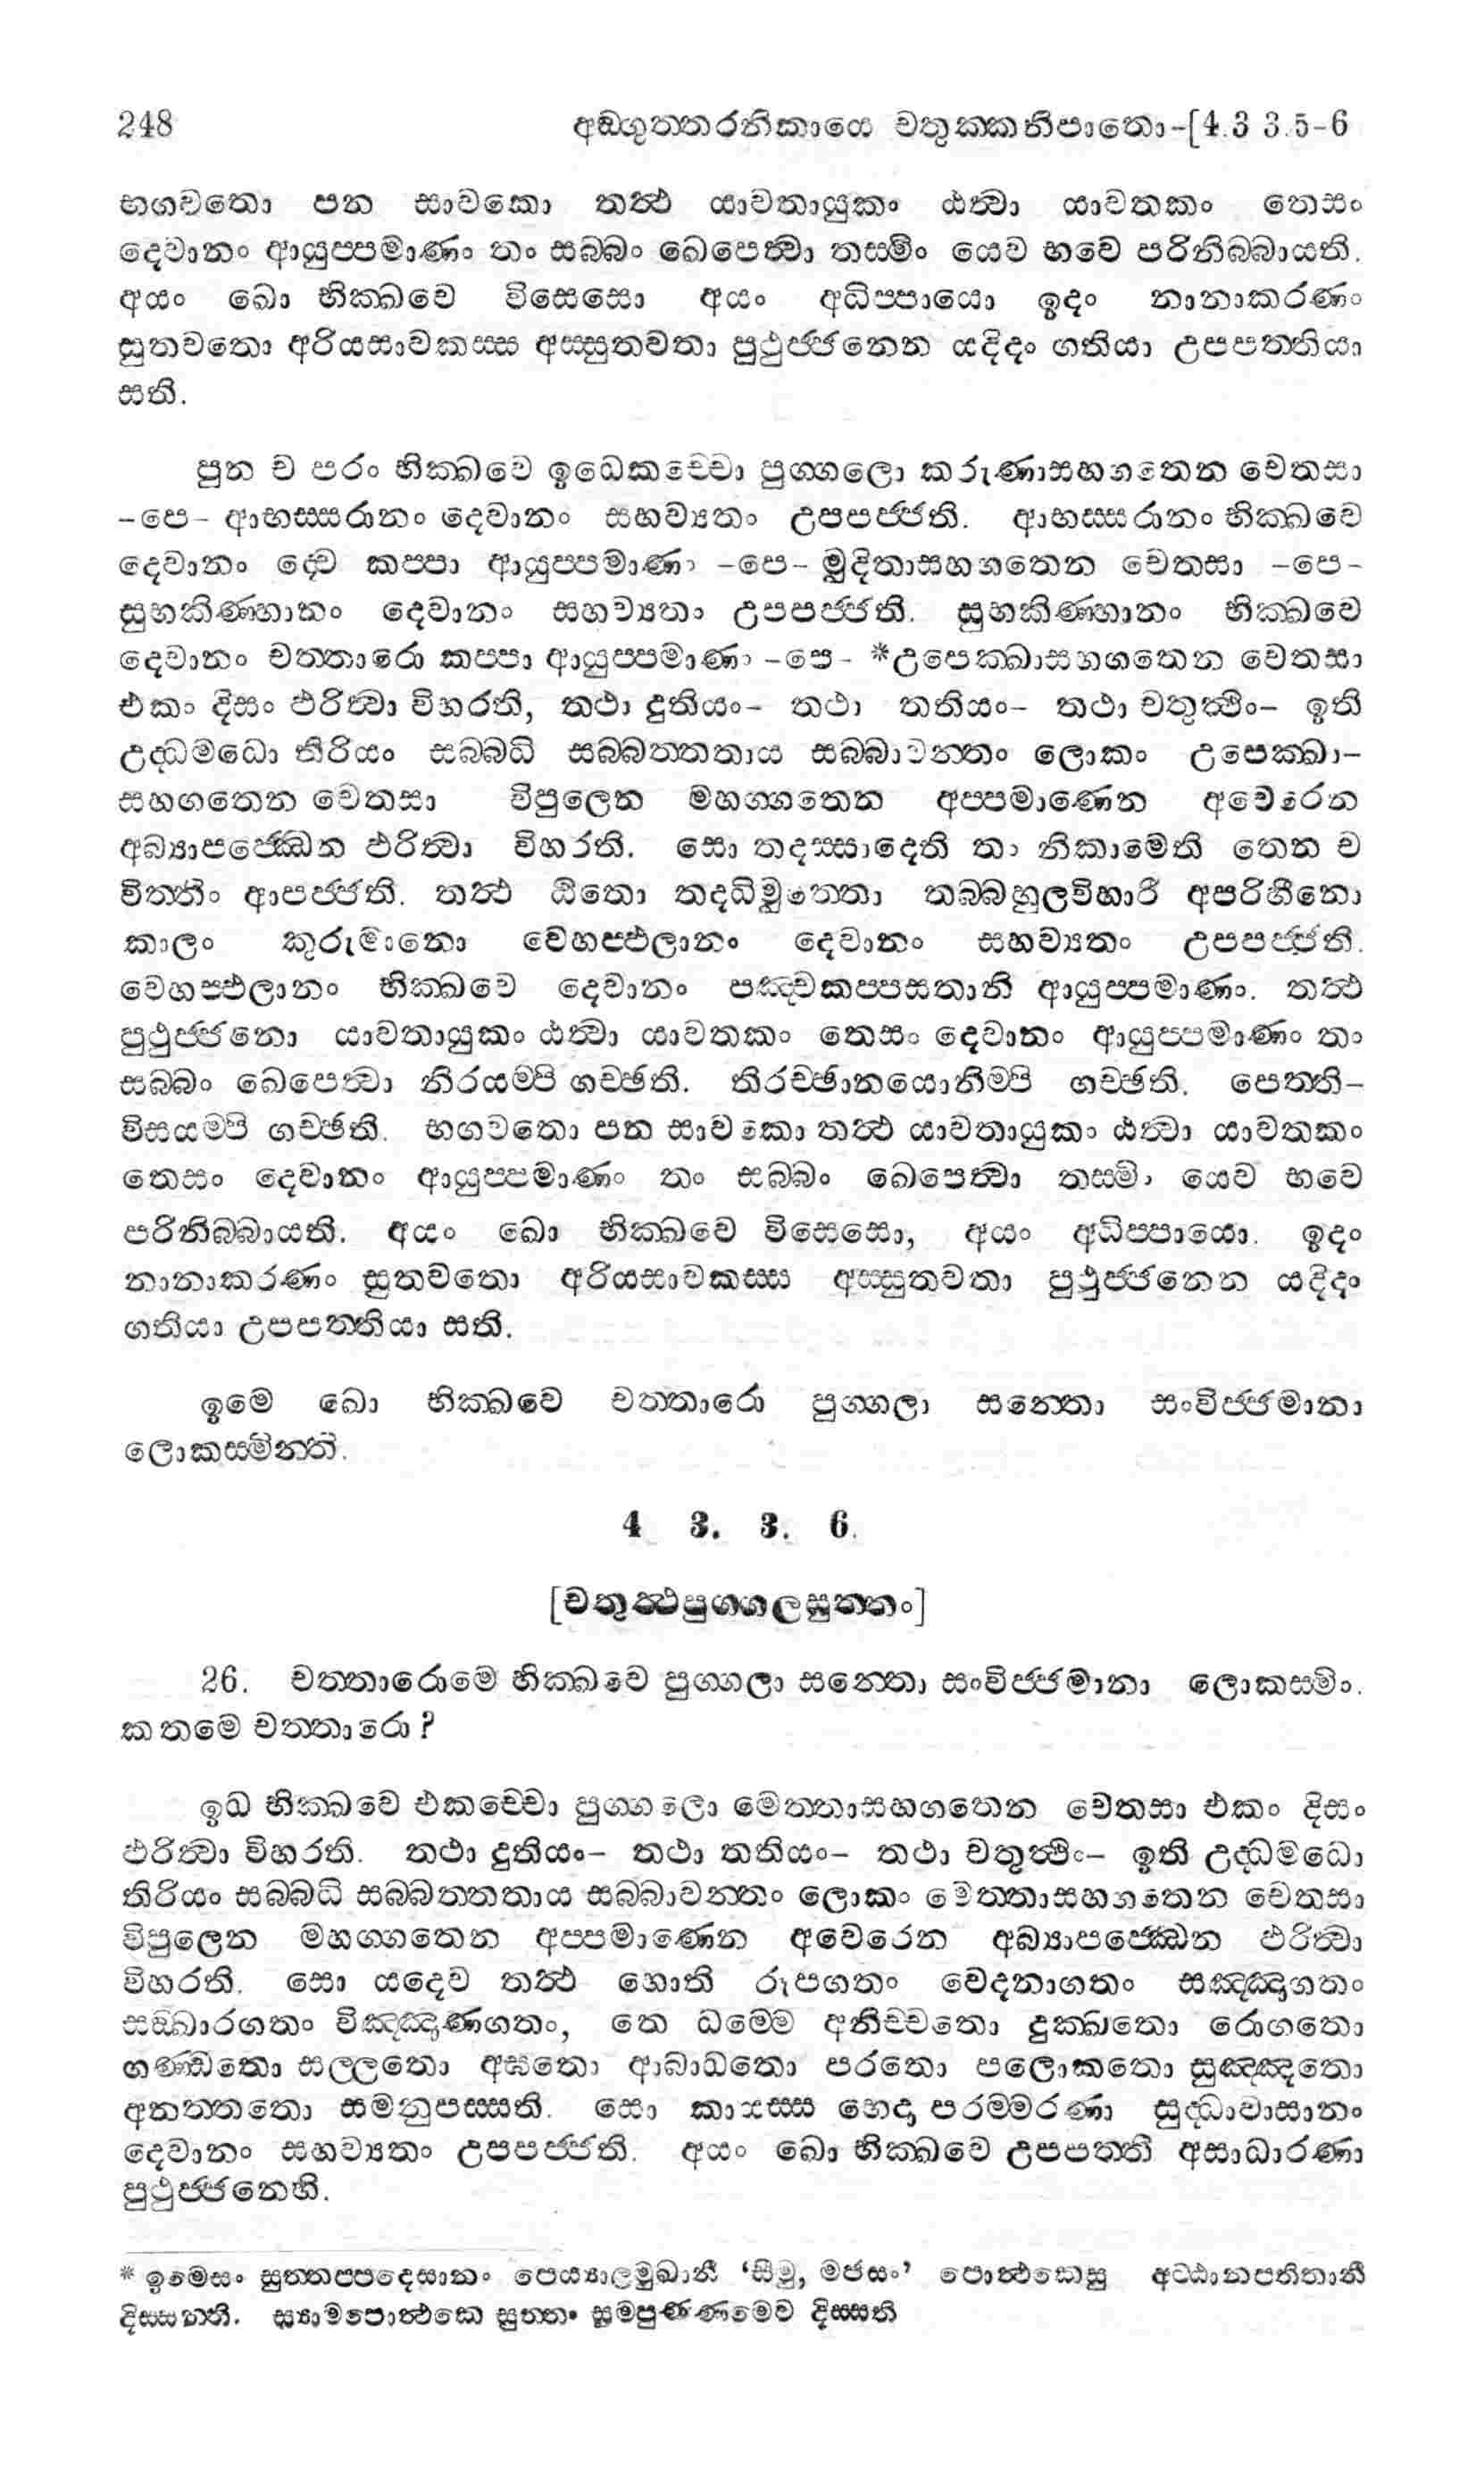 248 අඞ්ගුත්තරනිකායෙ චතුක්කනිපාතො-[4.3 3.5-6
භගවතො පන සාවකො තත්ථ යාවතායුකං ඨත්වා යාවතකං තෙසං
දෙවානං ආයුප්පමාණං තං සබ්බං ඛෙපෙත්වා තස්මිං යෙව භවෙ පරිනිබ්බායති.
අයං ඛො භික්ඛවෙ විසෙසො අයං අධිප්පායො ඉදං නානාකරණං
සුතවතො අරියසාවකස්ස අස්සුතවතා පුථුජ්ජනෙන යදිදං ගතියා උපපත්තියා
සති.
පුන ච පරං භික්ඛවෙ ඉධෙකච්චො පුග්ගලො කරුණාසහගතෙන චෙතසා
-පෙ- ආභස්සරානං දෙවානං සහව්‍යතං උපපජ්ජති. ආභස්සරානං භික්ඛවෙ
දෙවානං ද්වෙ කප්පා ආයුප්පමාණං -පෙ- මුදිතාසහගතෙන චෙතසා -පෙ-
සුභකිණ්හානං දෙවානං සහව්‍යතං උපපජ්ජති. සුභකිණ්හානං භික්ඛවෙ
දෙවානං චත්තාරො කප්පා ආයුප්පමාණං -පෙ- *උපෙක්ඛාසහගතෙන චෙතසා
එකං දිසං ඵරිත්වා විහරති, තථා දුතියං- තථා තතියං- තථා චතුත්ථිං- ඉති
උද්ධමධො තිරියං සබ්බධි සබ්බත්තතාය සබ්බාවන්තං ලොකං උපෙක්ඛා-
සහගතෙන චෙතසා විපුලෙන මහග්ගතෙන අප්පමාණෙන අවෙරෙන
අබ්‍යාපජ්ඣෙන ඵරිත්වා විහරති. සො තදස්සාදෙති තං නිකාමෙති තෙන ච
විත්තිං ආපජ්ජති. තත්ථ ඨිතො තදධිමුත්තො තබ්බහුලවිහාරී අපරිහීනො
කාලං කුරුමානො වෙහප්ඵලානං දෙවානං සහව්‍යතං උපපජ්ජති.
වෙහප්ඵලානං භික්ඛවෙ දෙවානං පඤ්චකප්පසතානි ආයුප්පමාණං. තත්ථ
පුථුජ්ජනො යාවතායුකං ඨත්වා යාවතකං තෙසං දෙවානං ආයුප්පමාණං තං
සබ්බං ඛෙපෙත්වා නිරයම්පි ගච්ඡති. තිරච්ඡානයොනිම්පි ගච්ඡති. පෙත්ති-
විසයම්පි ගච්ඡති. භගවතො පන සාවකො තත්ථ යාවතායුකං ඨත්වා යාවතකං
තෙසං දෙවානං ආයුප්පමාණං තං සබ්බං ඛෙපෙත්වා තස්මිං යෙව භවෙ
පරිනිබ්බායති. අයං ඛො භික්ඛවෙ විසෙසො, අයං අධිප්පායො. ඉදං
නානාකරණං සුතවතො අරියසාවකස්ස අස්සුතවතා පුථුජ්ජනෙන යදිදං
ගතියා උපපත්තියා සති.
ඉමෙ ඛො භික්ඛවෙ චත්තාරො පුග්ගලා සන්තො සංවිජ්ජමානා
ලොකස්මින්ති.
4 3. 3. 6.
[චතුත්ථපුග්ගලසුත්තං]
26. චත්තාරොමෙ භික්ඛවෙ පුග්ගලා සන්තො සංවිජ්ජමානා ලොකස්මිං.
කතමෙ චත්තාරො?
ඉධ භික්ඛවෙ එකච්චො පුග්ගලො මෙත්තාසහගතෙන චෙතසා එකං දිසං
ඵරිත්වා විහරති. තථා දුතියං- තථා තතියං- තථා චතුත්ථිං- ඉති උද්ධමධො
තිරියං සබ්බධි සබ්බත්තතාය සබ්බාවන්තං ලොකං මෙත්තාසහගතෙන චෙතසා
විපුලෙන මහග්ගතෙන අප්පමාණෙන අවෙරෙන අබ්‍යාපජ්ඣෙන ඵරිත්වා
විහරති. සො යදෙව තත්ථ හොති රූපගතං වෙදනාගතං සඤ්ඤාගතං
සඞ්ඛාරගතං විඤ්ඤාණගතං, තෙ ධම්මෙ අනිච්චතො දුක්ඛතො රොගතො
ගණ්ඩතො සල්ලතො අඝතො ආබාධතො පරතො පලොකතො සුඤ්ඤතො
අනත්තතො සමනුපස්සති. සො කායස්ස භෙදා පරම්මරණා සුද්ධාවාසානං
දෙවානං සහව්‍යතං උපපජ්ජති. අයං ඛො භික්ඛවෙ උපපත්ති අසාධාරණා
පුථුජ්ජනෙහි.
* ඉමෙසං සුත්තප්පදෙසානං පෙය්‍යාලමුඛානි ‘සීමු, මජසං’ පොත්ථකෙසු අට්ඨානපතිතානි
දිස්සන්ති. ස්‍යාමපොත්ථකෙ සුත්තං සම්පුණ්ණමෙව දිස්සති